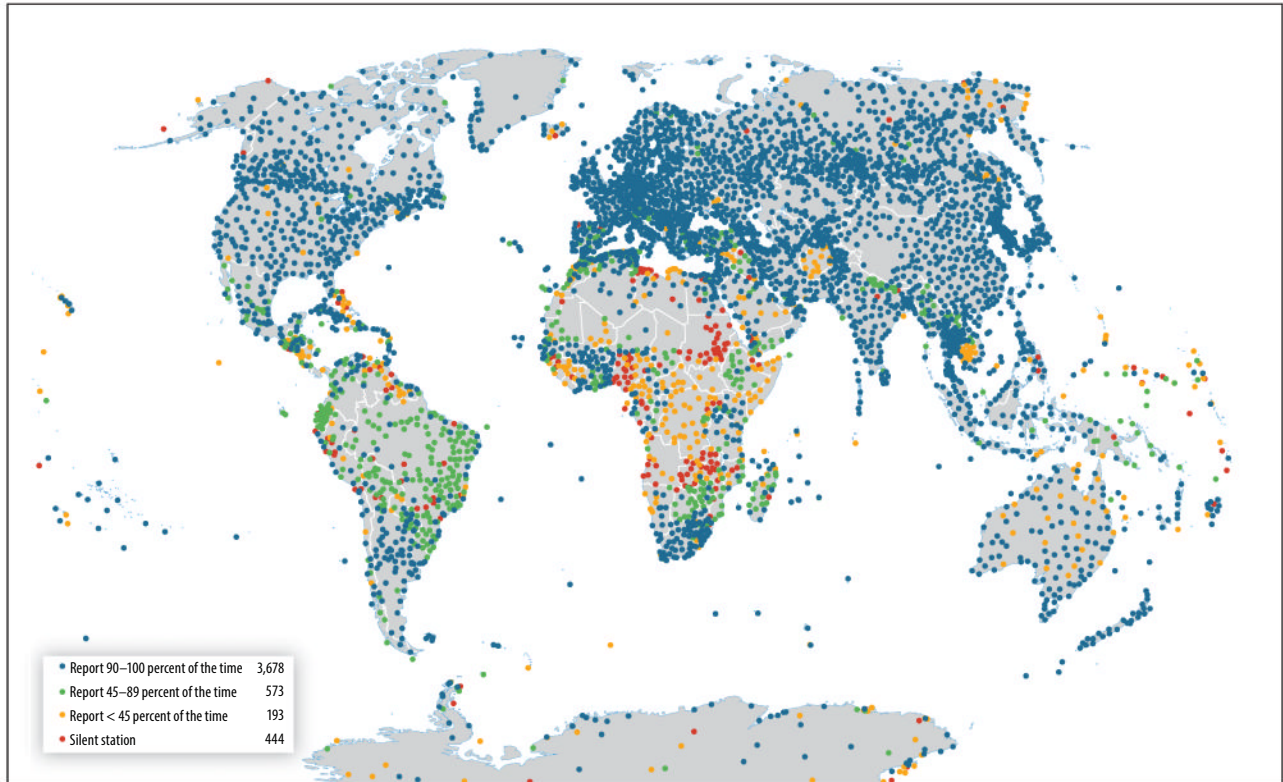 Report 90–100 percent of the time 3,678
Report 45–89 percent of the time 573
Report < 45 percent of the time 193
Silent station 444